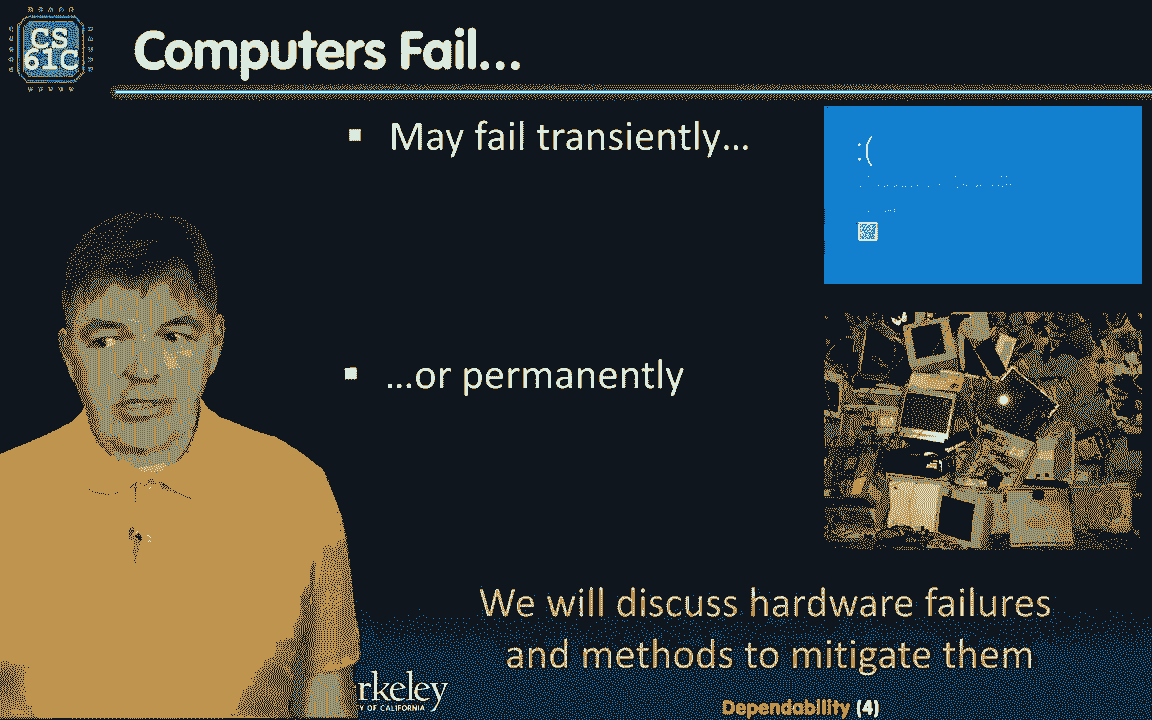 CS
61C
Computers Fail...
▪ May fail transiently...
:(
▪ ...or permanently
We will discuss hardware failures
and methods to mitigate them
rkeley
Y OF CALIFORNIA
Dependability (4)